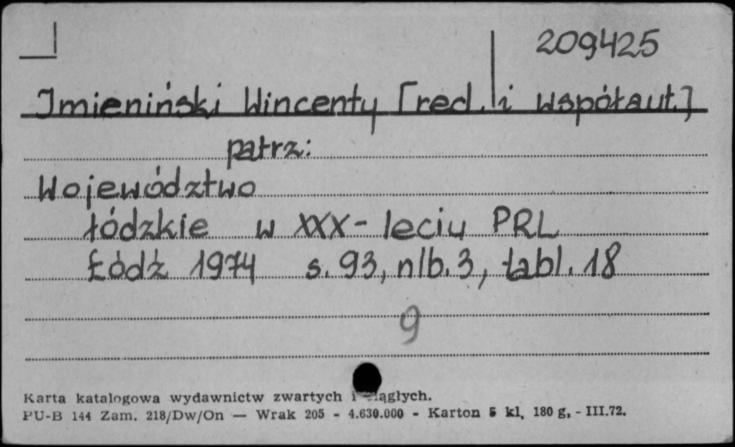 209425
Imieniński Wincenty [red. i współaut.]
patrz:
Województwo
łódzkie w XXX-leciu PRL
Łódź 1974 s. 93, nlb. 3, tabl. 18
9
Karta katalogowa wydawnictw zwartych i
PU-B 144 Zam. 218/Dw/On — Wrak 205 - 4.630.000 - Karton 5 kl, 180 g, - III.72.